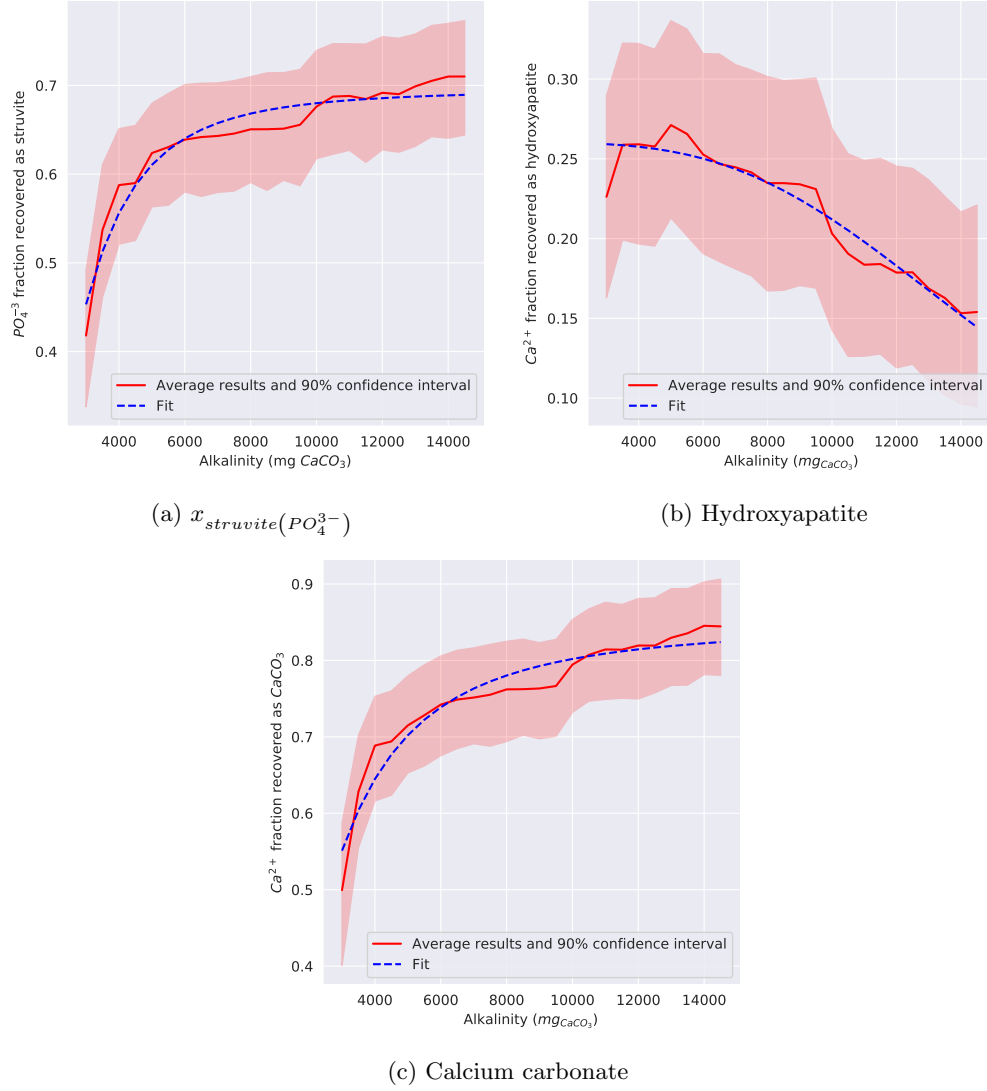 0.7
0.6
0.5
0.4
PO₄⁻³ fraction recovered as struvite
Average results and 90% confidence interval
Fit
4000 6000 8000 10000 12000 14000
Alkalinity (mg CaCO₃)
(a) x_struvite(PO₄³⁻)
0.30
0.25
0.20
0.15
0.10
Ca²⁺ fraction recovered as hydroxyapatite
Average results and 90% confidence interval
Fit
4000 6000 8000 10000 12000 14000
Alkalinity (mg_CaCO₃)
(b) Hydroxyapatite
0.9
0.8
0.7
0.6
0.5
0.4
Ca²⁺ fraction recovered as CaCO₃
Average results and 90% confidence interval
Fit
4000 6000 8000 10000 12000 14000
Alkalinity (mg_CaCO₃)
(c) Calcium carbonate